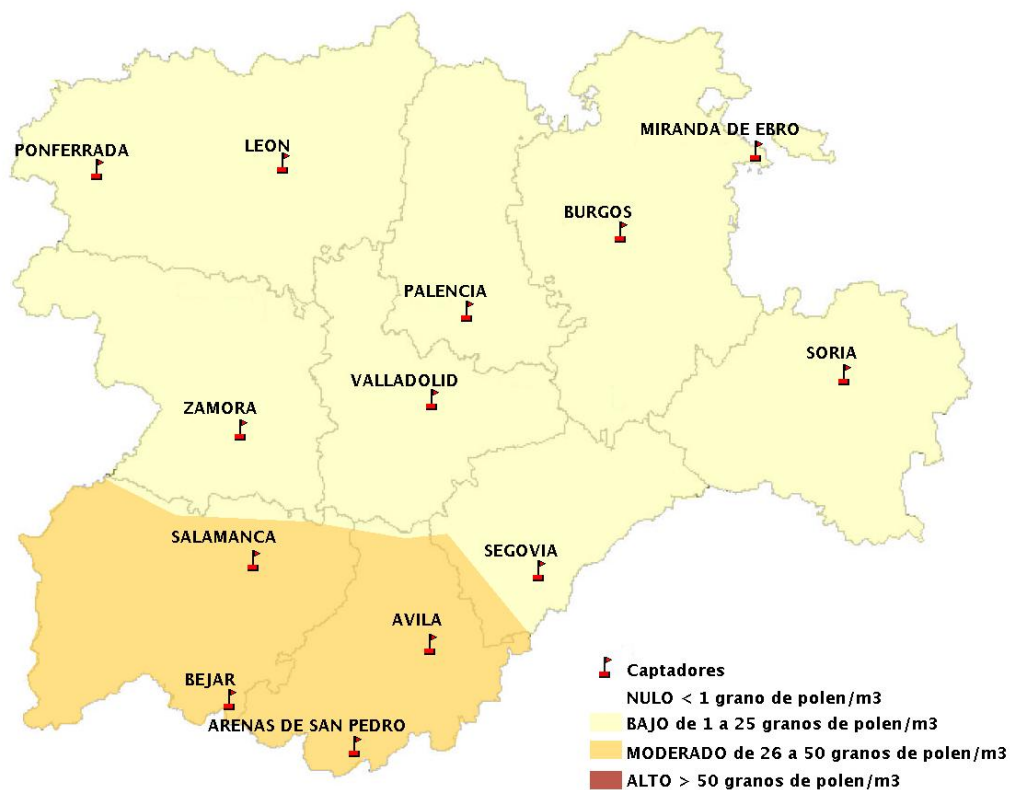 MIRANDA DE EBRO
PONFERRADA
LEON
BURGOS
PALENCIA
SORIA
VALLADOLID
ZAMORA
SALAMANCA
SEGOVIA
AVILA
BEJAR
ARENAS DE SAN PEDRO
Captadores
NULO < 1 grano de polen/m3
BAJO de 1 a 25 granos de polen/m3
MODERADO de 26 a 50 granos de polen/m3
ALTO > 50 granos de polen/m3